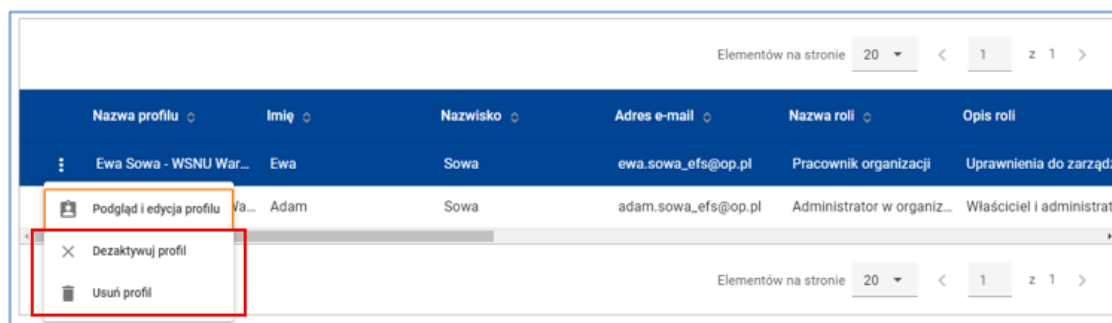 Elementów na stronie 20 < 1 z 1 >
Nazwa profilu Imię Nazwisko Adres e-mail Nazwa roli Opis roli
Ewa Sowa - WSNU War... Ewa Sowa ewa.sowa_efs@op.pl Pracownik organizacji Uprawnienia do zarządz
Podgląd i edycja profilu Wa... Adam Sowa adam.sowa_efs@op.pl Administrator w organiz... Właściciel i administrat
Dezaktywuj profil
Usuń profil
Elementów na stronie 20 < 1 z 1 >